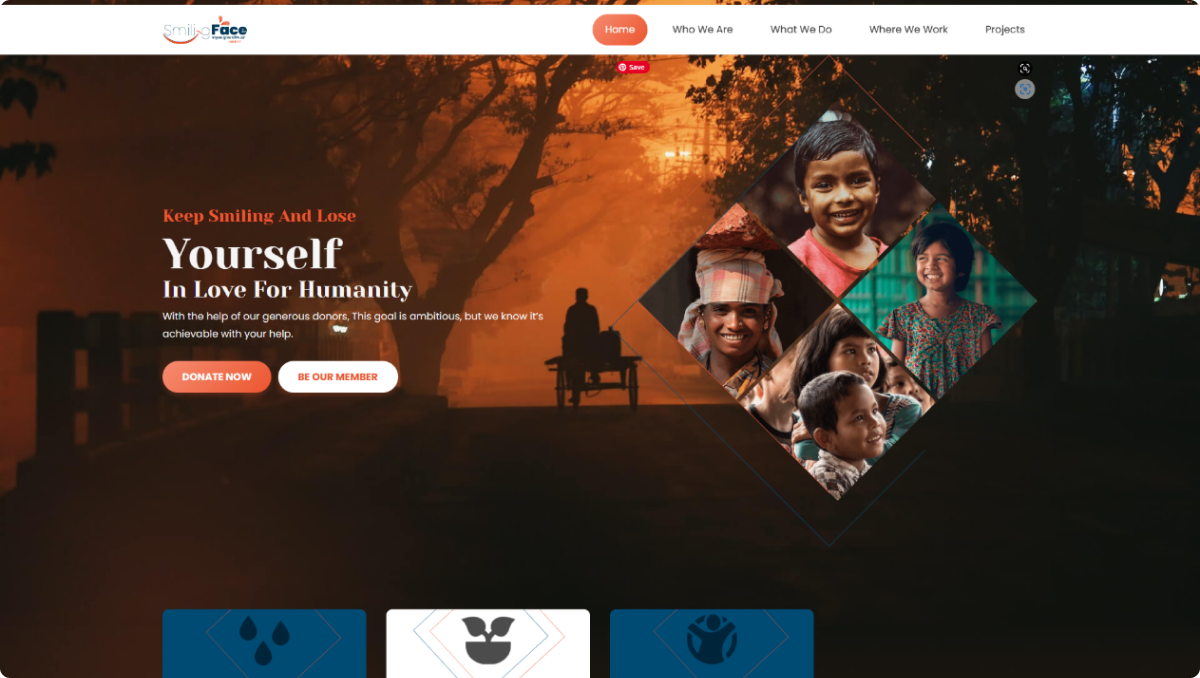 Smiling Face
Home
Who We Are
What We Do
Where We Work
Projects
Save
Keep Smiling And Lose
Yourself
In Love For Humanity
With the help of our generous donors, This goal is ambitious, but we know it's
achievable with your help.
DONATE NOW
BE OUR MEMBER